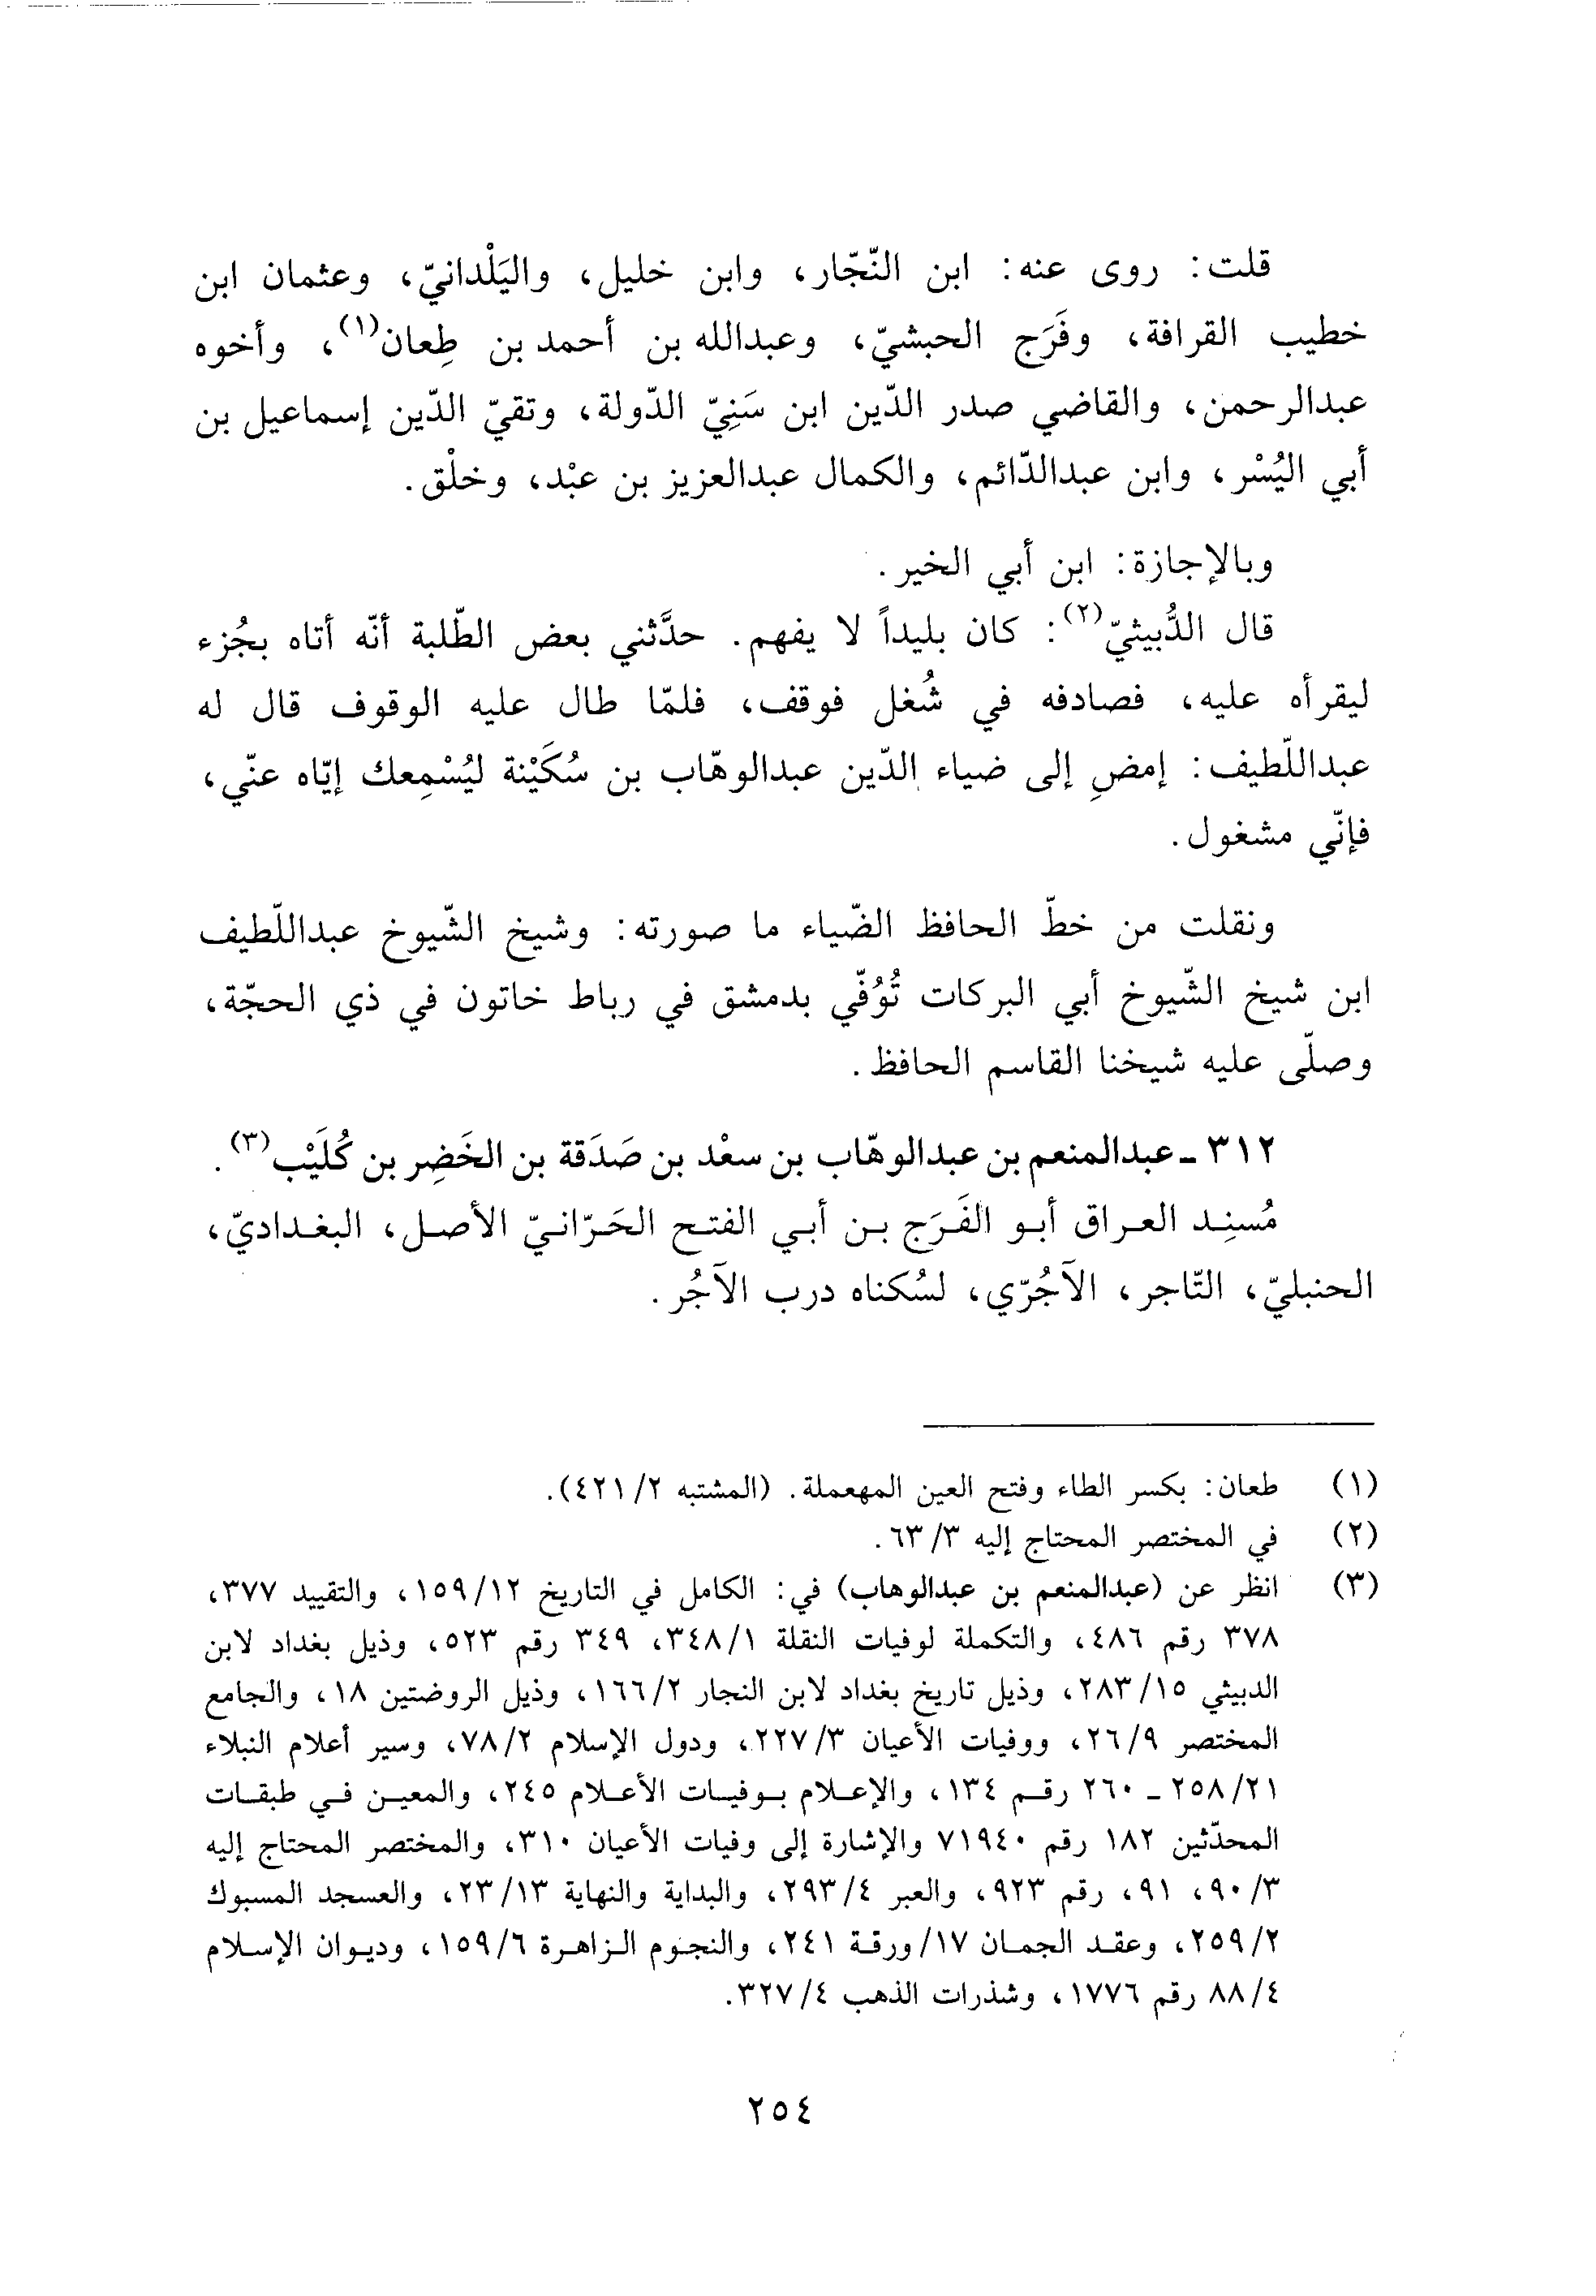 قلت: روى عنه: ابن النّجّار، وابن خليل، واليَلْدانيّ، وعثمان ابن
خطيب القرافة، وفَرَج الحبشيّ، وعبدالله بن أحمد بن طِعان(١)، وأخوه
عبدالرحمن، والقاضي صدر الدّين ابن سَنِيّ الدّولة، وتقيّ الدّين إسماعيل بن
أبي اليُسْر، وابن عبدالدّائم، والكمال عبدالعزيز بن عبْد، وخلْق.
وبالإجازة: ابن أبي الخير.
قال الدُّبيثيّ(٢): كان بليداً لا يفهم. حدَّثني بعض الطّلبة أنّه أتاه بجُزء
ليقرأه عليه، فصادفه في شُغل فوقف، فلمّا طال عليه الوقوف قال له
عبداللّطيف: إمضِ إلى ضياء الدّين عبدالوهّاب بن سُكَيْنة ليُسْمِعك إيّاه عنّي،
فإنّي مشغول.
ونقلت من خطّ الحافظ الضّياء ما صورته: وشيخ الشّيوخ عبداللّطيف
ابن شيخ الشّيوخ أبي البركات تُوُفّي بدمشق في رباط خاتون في ذي الحجّة،
وصلّى عليه شيخنا القاسم الحافظ.
٣١٢ ـ عبدالمنعم بن عبدالوهّاب بن سعْد بن صَدَقة بن الخَضِر بن كُلَيْب(٣).
مُسنِد العراق أبو الفَرَج بن أبي الفتح الحَرّانيّ الأصل، البغداديّ،
الحنبليّ، التّاجر، الآجُرّي، لسُكناه درب الآجُر.
(١) طعان: بكسر الطاء وفتح العين المهعملة. (المشتبه ٢/ ٤٢١).
(٢) في المختصر المحتاج إليه ٣/ ٦٣.
(٣) انظر عن (عبدالمنعم بن عبدالوهاب) في: الكامل في التاريخ ١٢/ ١٥٩، والتقييد ٣٧٧،
٣٧٨ رقم ٤٨٦، والتكملة لوفيات النقلة ١/ ٣٤٨، ٣٤٩ رقم ٥٢٣، وذيل بغداد لابن
الدبيثي ١٥/ ٢٨٣، وذيل تاريخ بغداد لابن النجار ٢/ ١٦٦، وذيل الروضتين ١٨، والجامع
المختصر ٩/ ٢٦، ووفيات الأعيان ٣/ ٢٢٧، ودول الإسلام ٢/ ٧٨، وسير أعلام النبلاء
٢١/ ٢٥٨ ـ ٢٦٠ رقم ١٣٤، والإعلام بوفيات الأعلام ٢٤٥، والمعين في طبقات
المحدّثين ١٨٢ رقم ٧١٩٤٠ والإشارة إلى وفيات الأعيان ٣١٠، والمختصر المحتاج إليه
٣/ ٩٠، ٩١، رقم ٩٢٣، والعبر ٤/ ٢٩٣، والبداية والنهاية ١٣/ ٢٣، والعسجد المسبوك
٢/ ٢٥٩، وعقد الجمان ١٧/ ورقة ٢٤١، والنجوم الزاهرة ٦/ ١٥٩، وديوان الإسلام
٤/ ٨٨ رقم ١٧٧٦، وشذرات الذهب ٤/ ٣٢٧.
٢٥٤